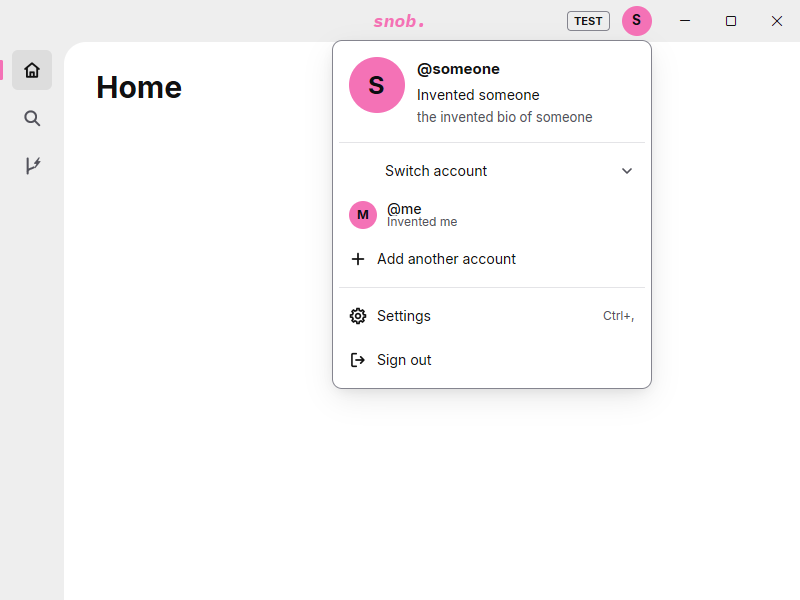 snob.
TEST
S
Home
S
@someone
Invented someone
the invented bio of someone
Switch account
M
@me
Invented me
Add another account
Settings
Ctrl+,
Sign out